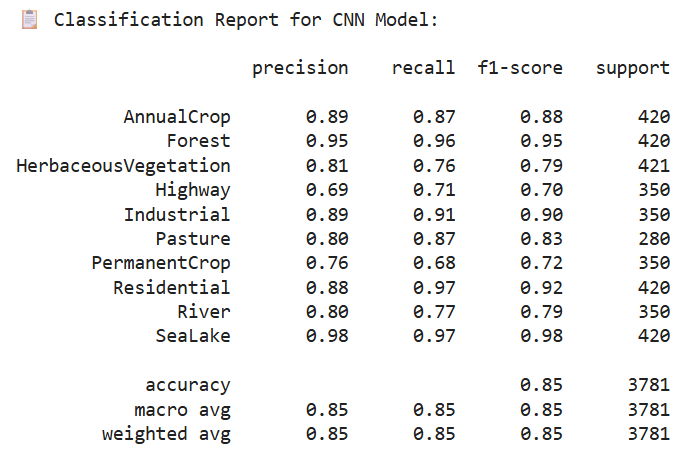 📋 Classification Report for CNN Model:
precision recall f1-score support
AnnualCrop 0.89 0.87 0.88 420
Forest 0.95 0.96 0.95 420
HerbaceousVegetation 0.81 0.76 0.79 421
Highway 0.69 0.71 0.70 350
Industrial 0.89 0.91 0.90 350
Pasture 0.80 0.87 0.83 280
PermanentCrop 0.76 0.68 0.72 350
Residential 0.88 0.97 0.92 420
River 0.80 0.77 0.79 350
SeaLake 0.98 0.97 0.98 420
accuracy 0.85 3781
macro avg 0.85 0.85 0.85 3781
weighted avg 0.85 0.85 0.85 3781